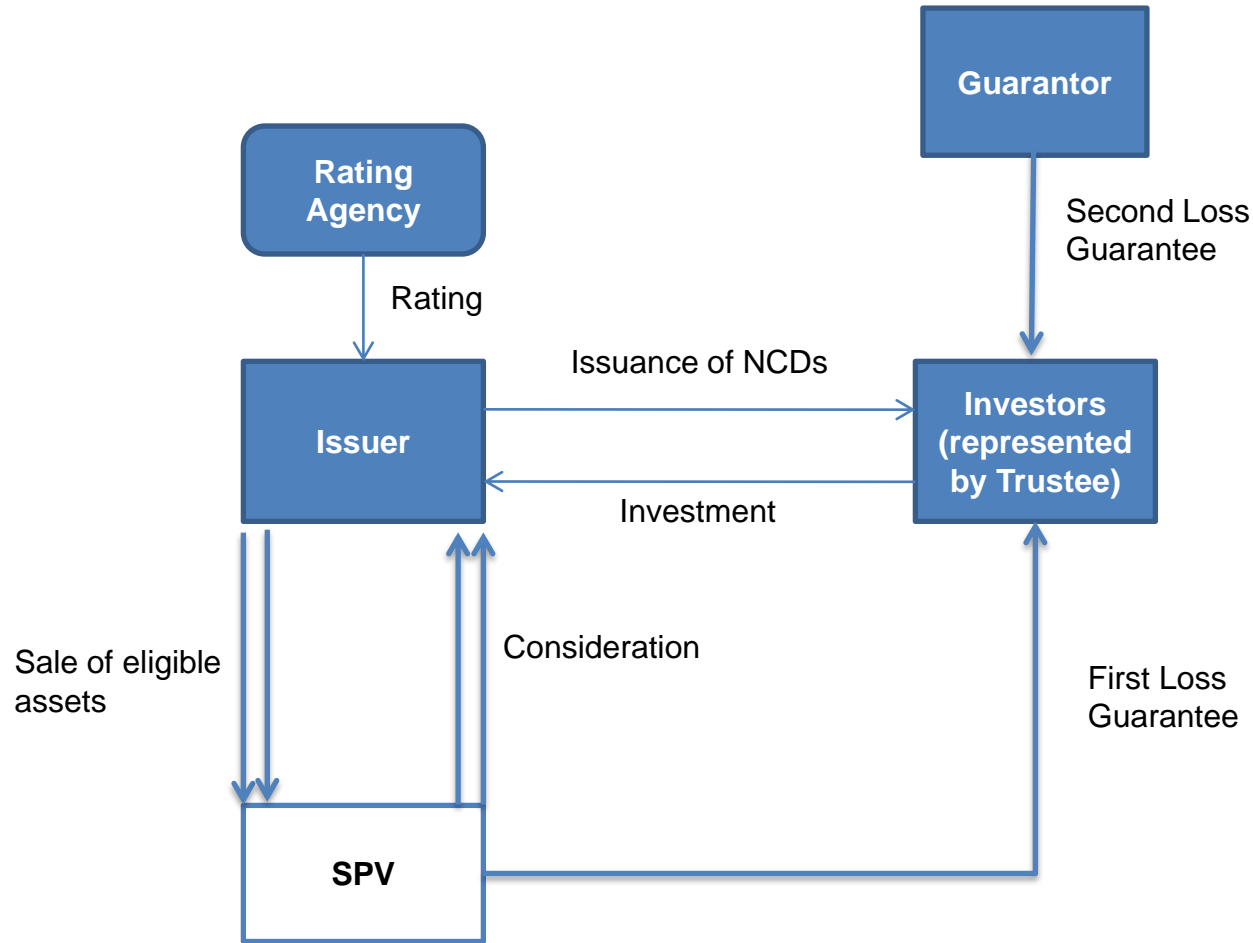 Guarantor
Rating
Agency
Second Loss
Guarantee
Rating
Issuance of NCDs
Issuer
Investors
(represented
by Trustee)
Investment
Sale of eligible
assets
Consideration
First Loss
Guarantee
SPV